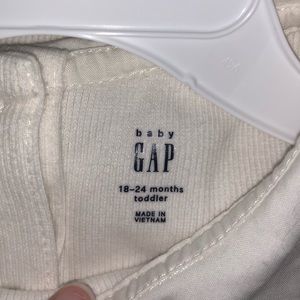 baby
GAP
18-24 months
toddler
MADE IN
VIETNAM